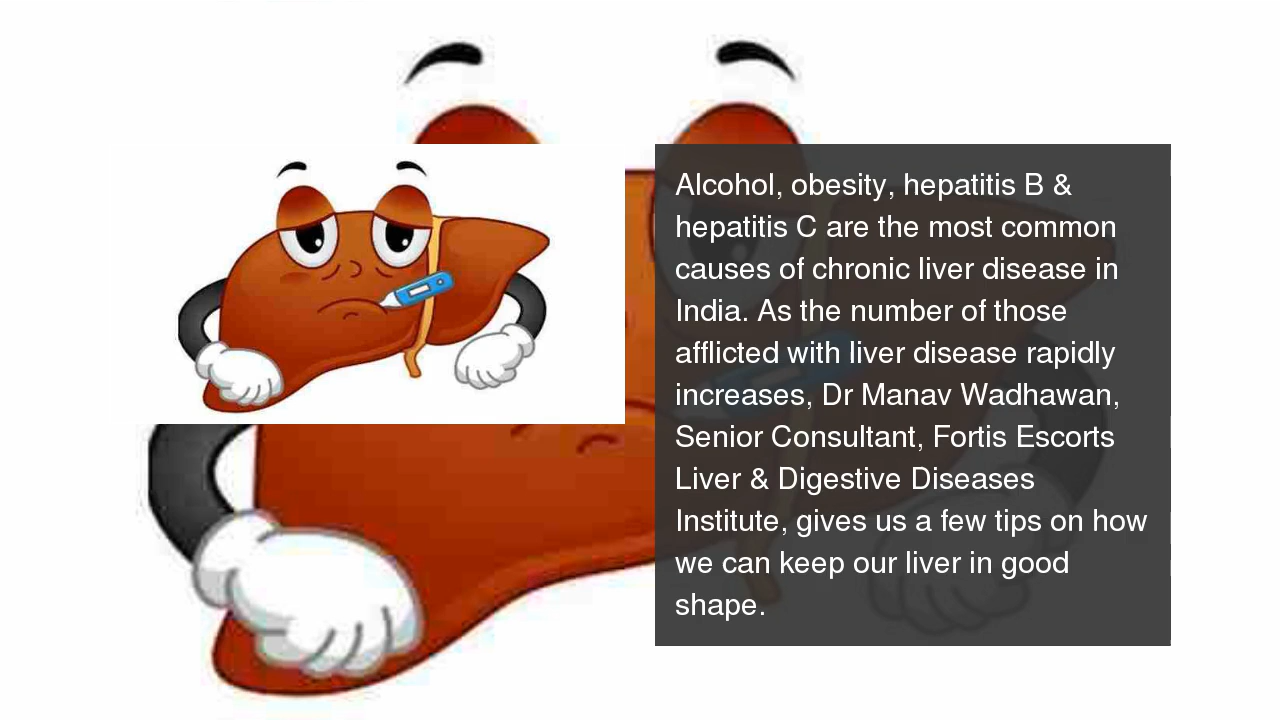 Alcohol, obesity, hepatitis B &
hepatitis C are the most common
causes of chronic liver disease in
India. As the number of those
afflicted with liver disease rapidly
increases, Dr Manav Wadhawan,
Senior Consultant, Fortis Escorts
Liver & Digestive Diseases
Institute, gives us a few tips on how
we can keep our liver in good
shape.